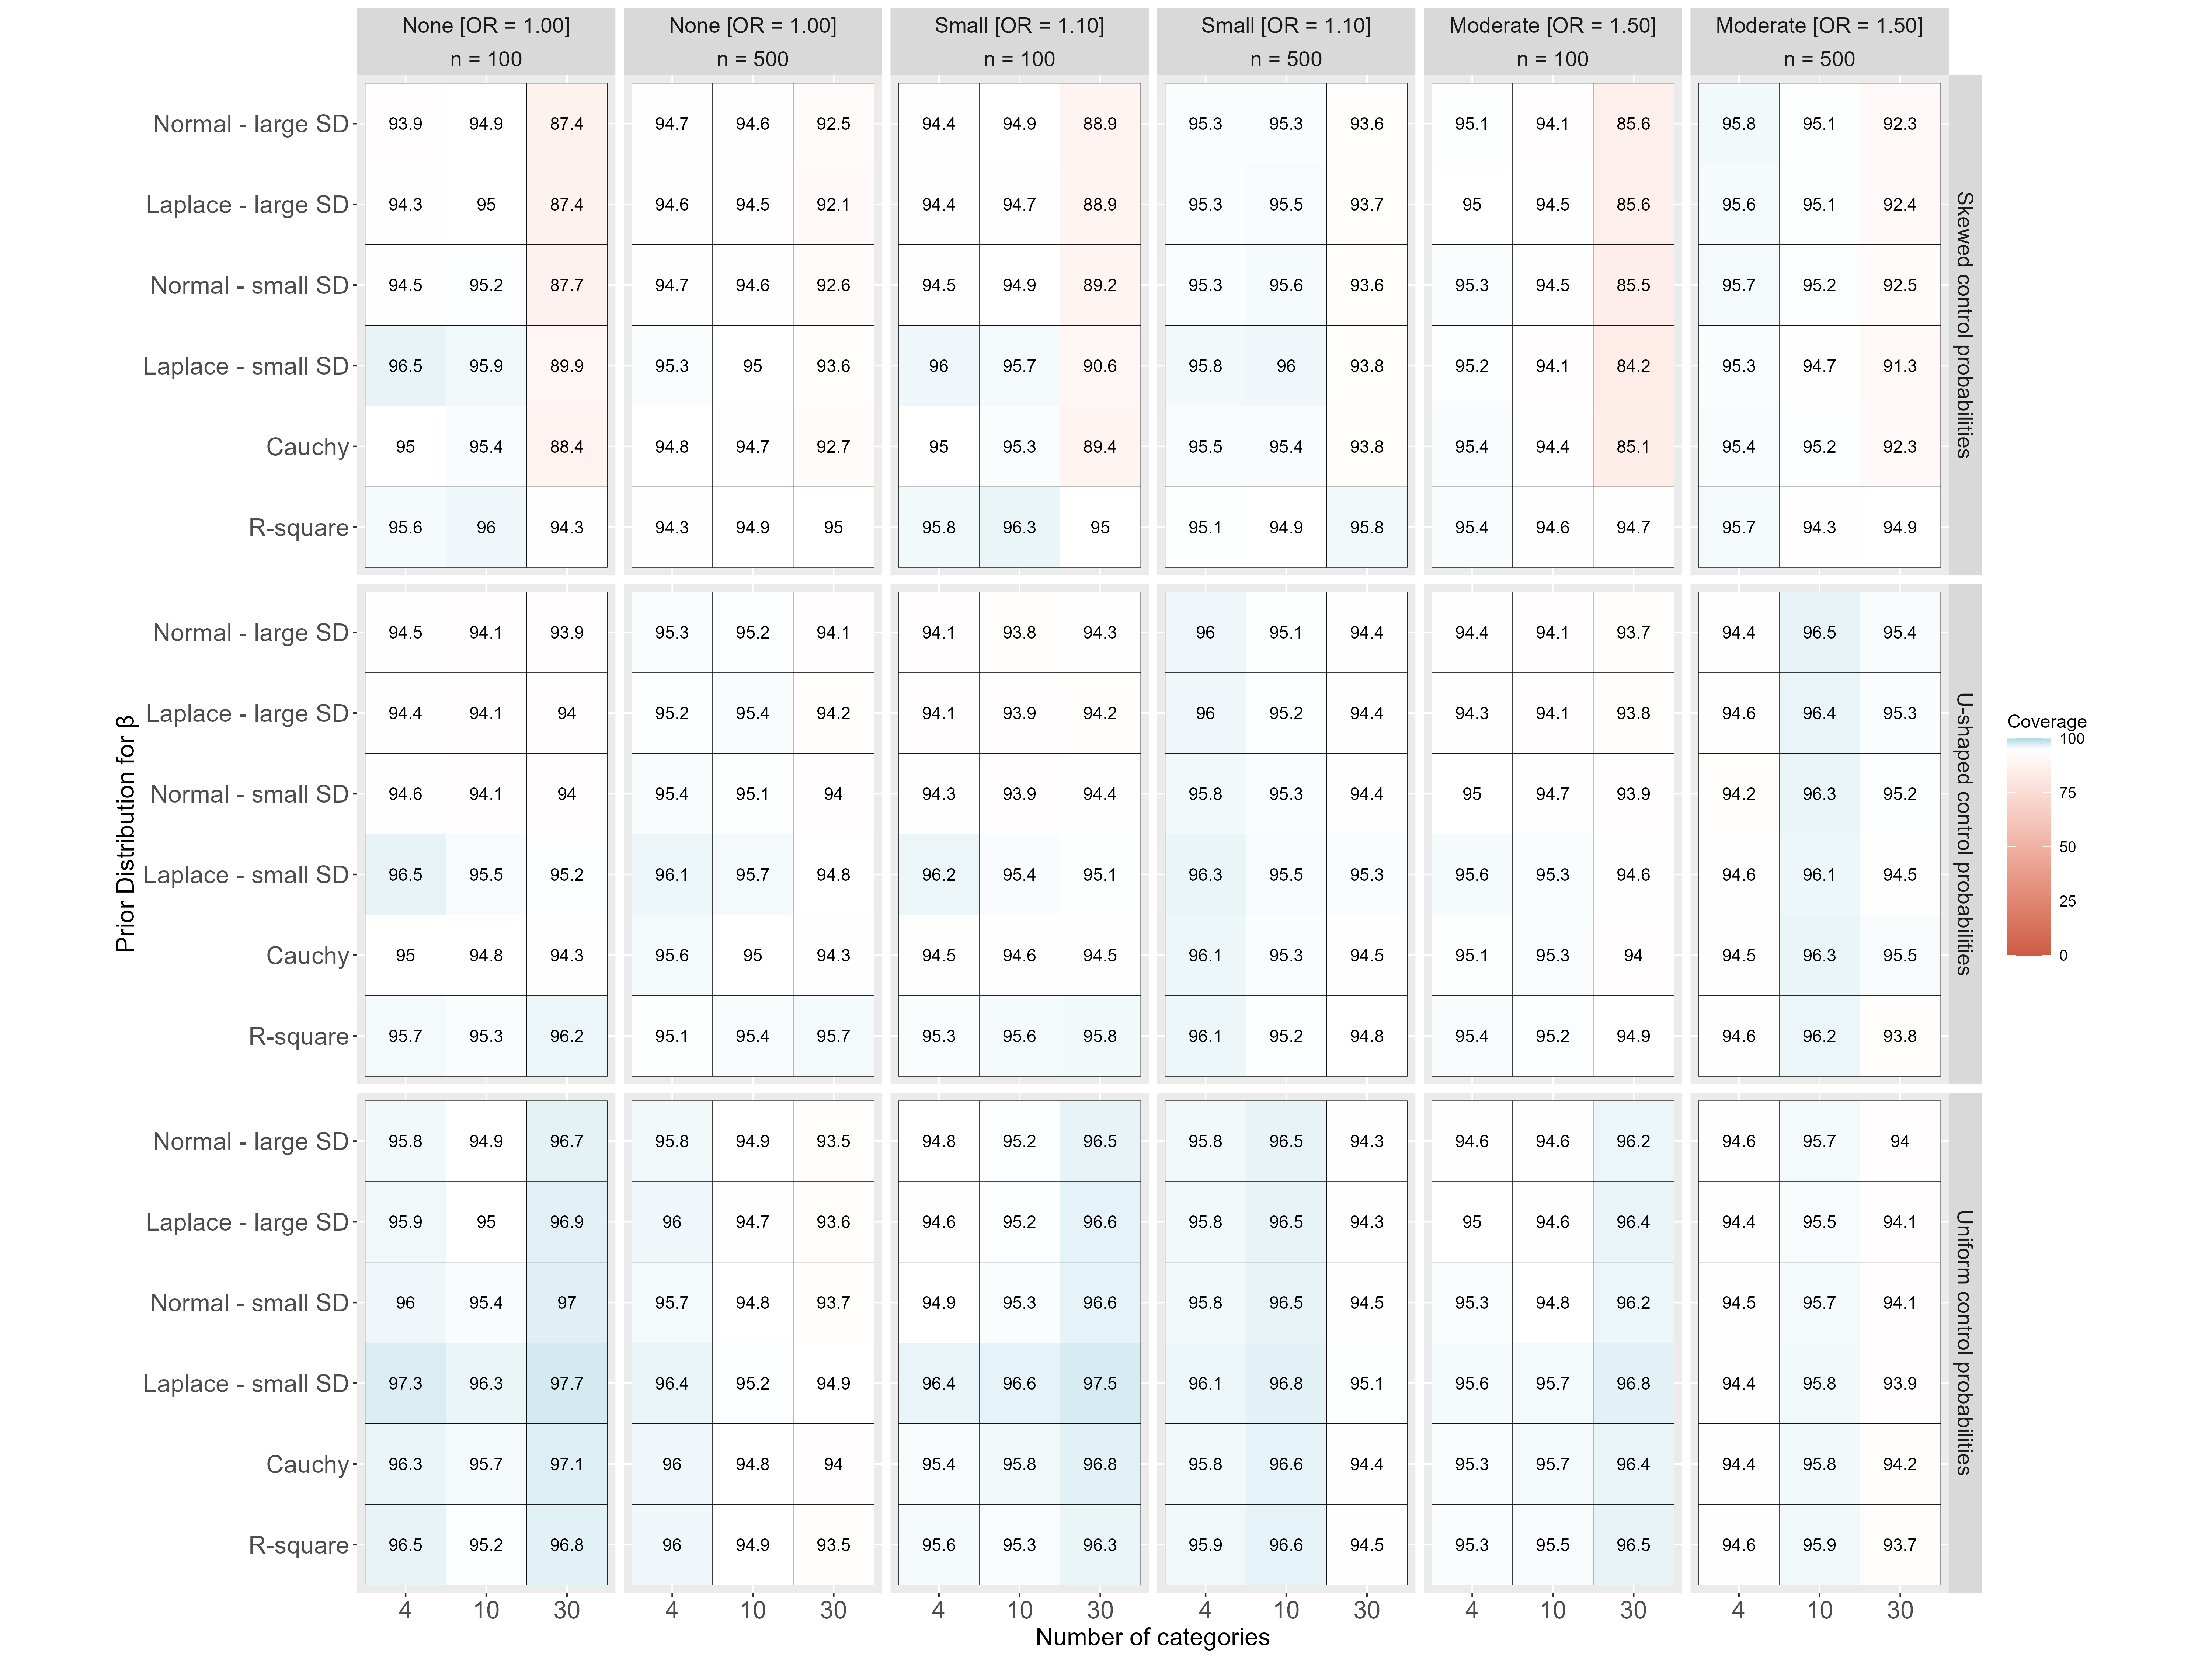 None [OR = 1.00] None [OR = 1.00] Small [OR = 1.10] Small [OR = 1.10] Moderate [OR = 1.50] Moderate [OR = 1.50]
n = 100 n = 500 n = 100 n = 500 n = 100 n = 500
Normal - large SD 93.9 94.9 87.4 94.7 94.6 92.5 94.4 94.9 88.9 95.3 95.3 93.6 95.1 94.1 85.6 95.8 95.1 92.3
Laplace - large SD 94.3 95 87.4 94.6 94.5 92.1 94.4 94.7 88.9 95.3 95.5 93.7 95 94.5 85.6 95.6 95.1 92.4
Normal - small SD 94.5 95.2 87.7 94.7 94.6 92.6 94.5 94.9 89.2 95.3 95.6 93.6 95.3 94.5 85.5 95.7 95.2 92.5
Laplace - small SD 96.5 95.9 89.9 95.3 95 93.6 96 95.7 90.6 95.8 96 93.8 95.2 94.1 84.2 95.3 94.7 91.3
Cauchy 95 95.4 88.4 94.8 94.7 92.7 95 95.3 89.4 95.5 95.4 93.8 95.4 94.4 85.1 95.4 95.2 92.3
R-square 95.6 96 94.3 94.3 94.9 95 95.8 96.3 95 95.1 94.9 95.8 95.4 94.6 94.7 95.7 94.3 94.9
Skewed control probabilities
Normal - large SD 94.5 94.1 93.9 95.3 95.2 94.1 94.1 93.8 94.3 96 95.1 94.4 94.4 94.1 93.7 94.4 96.5 95.4
Laplace - large SD 94.4 94.1 94 95.2 95.4 94.2 94.1 93.9 94.2 96 95.2 94.4 94.3 94.1 93.8 94.6 96.4 95.3
Normal - small SD 94.6 94.1 94 95.4 95.1 94 94.3 93.9 94.4 95.8 95.3 94.4 95 94.7 93.9 94.2 96.3 95.2
Laplace - small SD 96.5 95.5 95.2 96.1 95.7 94.8 96.2 95.4 95.1 96.3 95.5 95.3 95.6 95.3 94.6 94.6 96.1 94.5
Cauchy 95 94.8 94.3 95.6 95 94.3 94.5 94.6 94.5 96.1 95.3 94.5 95.1 95.3 94 94.5 96.3 95.5
R-square 95.7 95.3 96.2 95.1 95.4 95.7 95.3 95.6 95.8 96.1 95.2 94.8 95.4 95.2 94.9 94.6 96.2 93.8
U-shaped control probabilities
Normal - large SD 95.8 94.9 96.7 95.8 94.9 93.5 94.8 95.2 96.5 95.8 96.5 94.3 94.6 94.6 96.2 94.6 95.7 94
Laplace - large SD 95.9 95 96.9 96 94.7 93.6 94.6 95.2 96.6 95.8 96.5 94.3 95 94.6 96.4 94.4 95.5 94.1
Normal - small SD 96 95.4 97 95.7 94.8 93.7 94.9 95.3 96.6 95.8 96.5 94.5 95.3 94.8 96.2 94.5 95.7 94.1
Laplace - small SD 97.3 96.3 97.7 96.4 95.2 94.9 96.4 96.6 97.5 96.1 96.8 95.1 95.6 95.7 96.8 94.4 95.8 93.9
Cauchy 96.3 95.7 97.1 96 94.8 94 95.4 95.8 96.8 95.8 96.6 94.4 95.3 95.7 96.4 94.4 95.8 94.2
R-square 96.5 95.2 96.8 96 94.9 93.5 95.6 95.3 96.3 95.9 96.6 94.5 95.3 95.5 96.5 94.6 95.9 93.7
Uniform control probabilities
4 10 30 4 10 30 4 10 30 4 10 30 4 10 30 4 10 30
Number of categories
Prior Distribution for β
Coverage
100
75
50
25
0